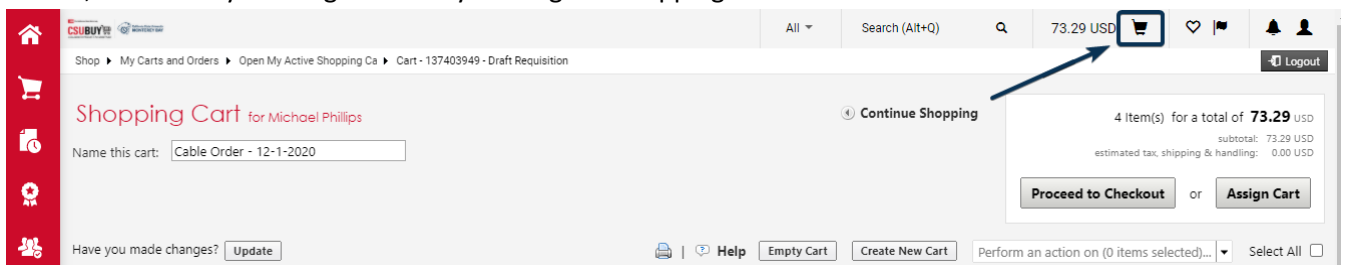 CSUBUY
All
Search (Alt+Q)
73.29 USD
Shop ▸ My Carts and Orders ▸ Open My Active Shopping Ca ▸ Cart - 137403949 - Draft Requisition
Logout
Shopping Cart for Michael Phillips
Continue Shopping
4 Item(s) for a total of 73.29 USD
subtotal: 73.29 USD
estimated tax, shipping & handling: 0.00 USD
Name this cart: Cable Order - 12-1-2020
Proceed to Checkout or Assign Cart
Have you made changes? Update
Help Empty Cart Create New Cart Perform an action on (0 items selected)... Select All